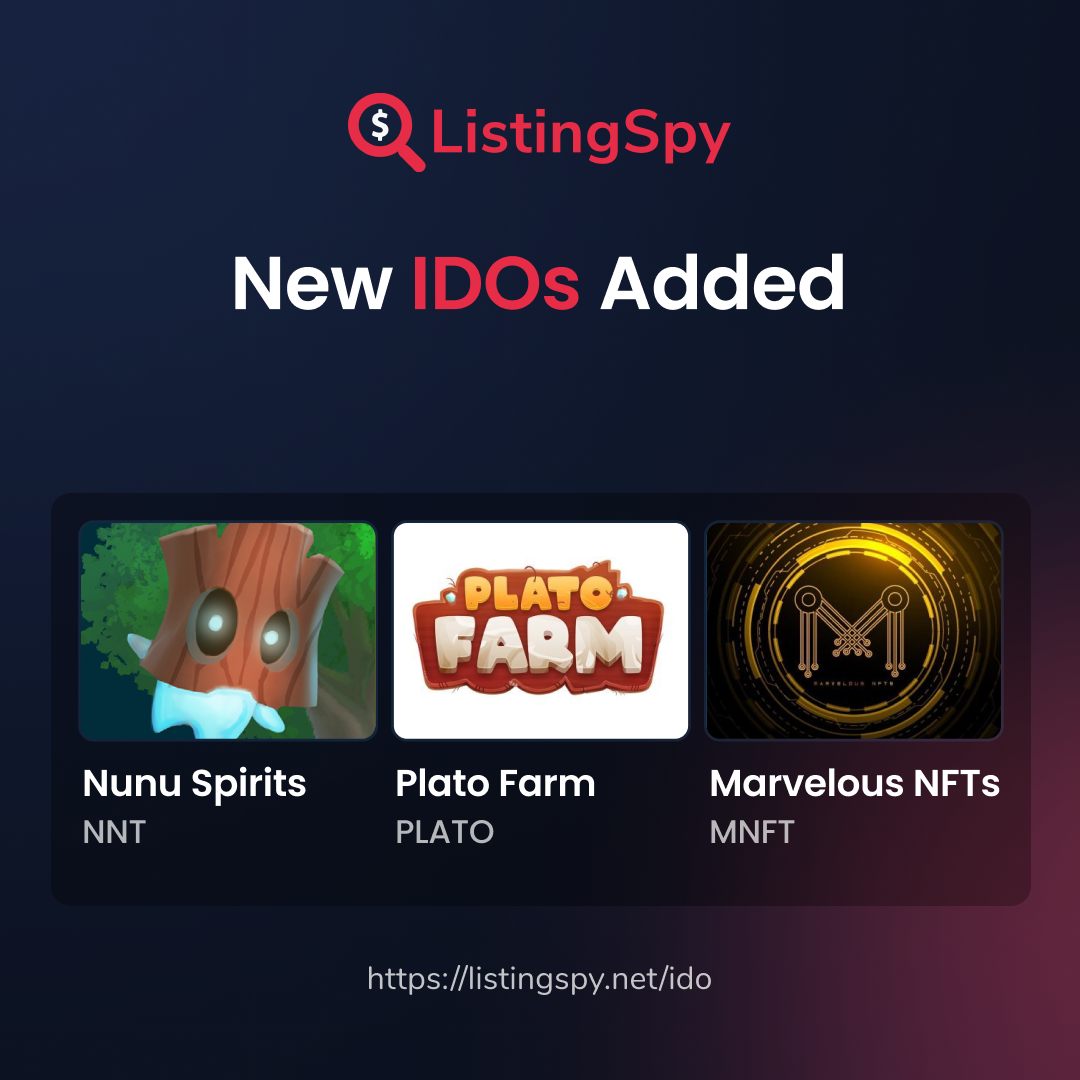 $ ListingSpy
New IDOs Added
PLATO
FARM
MARVELOUS NFTS
Nunu Spirits
NNT
Plato Farm
PLATO
Marvelous NFTs
MNFT
https://listingspy.net/ido